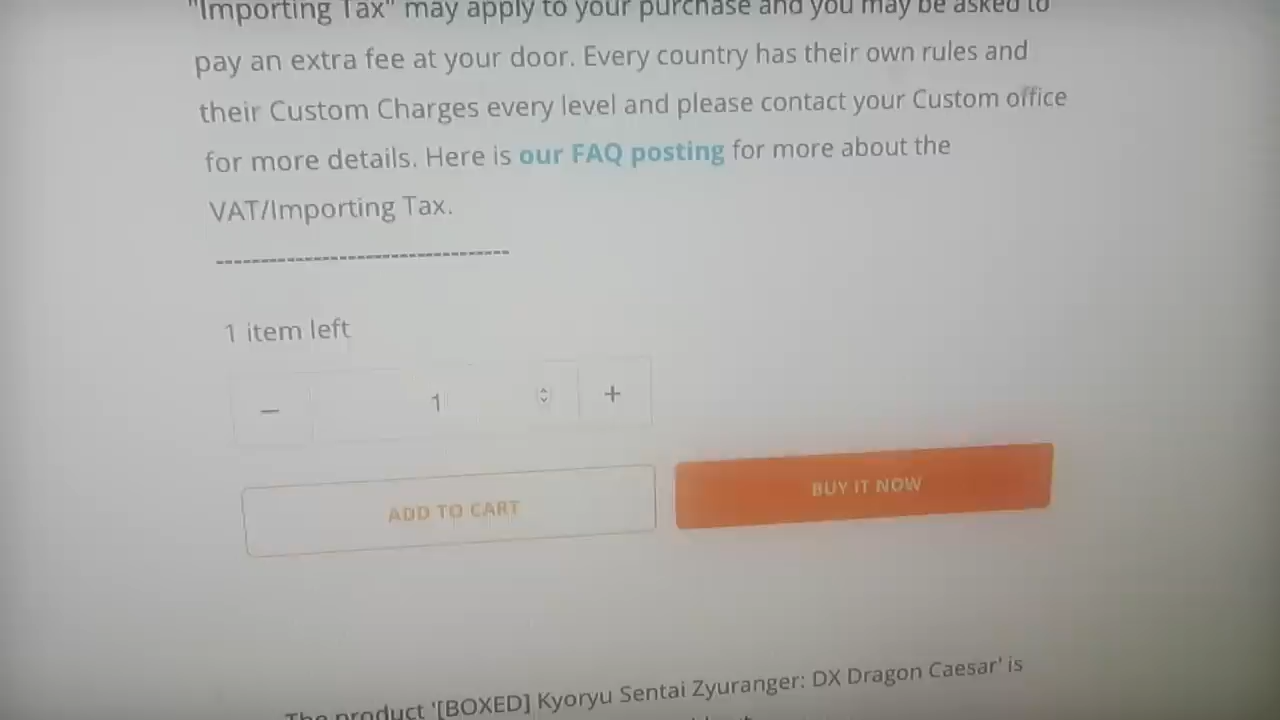 "Importing Tax" may apply to your purchase and you may be asked to
pay an extra fee at your door. Every country has their own rules and
their Custom Charges every level and please contact your Custom office
for more details. Here is our FAQ posting for more about the
VAT/Importing Tax.
---------------------------------
1 item left
− 1 +
ADD TO CART
BUY IT NOW
The product '[BOXED] Kyoryu Sentai Zyuranger: DX Dragon Caesar' is